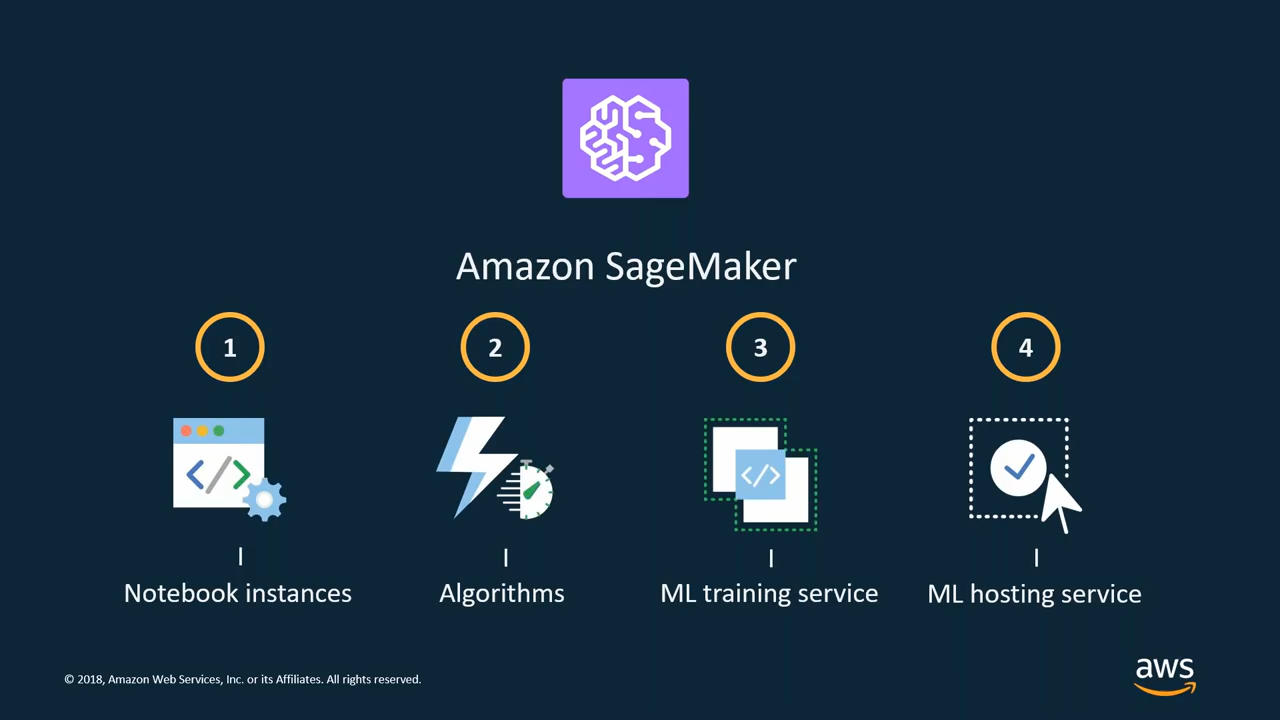 Amazon SageMaker
1
2
3
4
Notebook instances
Algorithms
ML training service
ML hosting service
© 2018, Amazon Web Services, Inc. or its Affiliates. All rights reserved.
aws